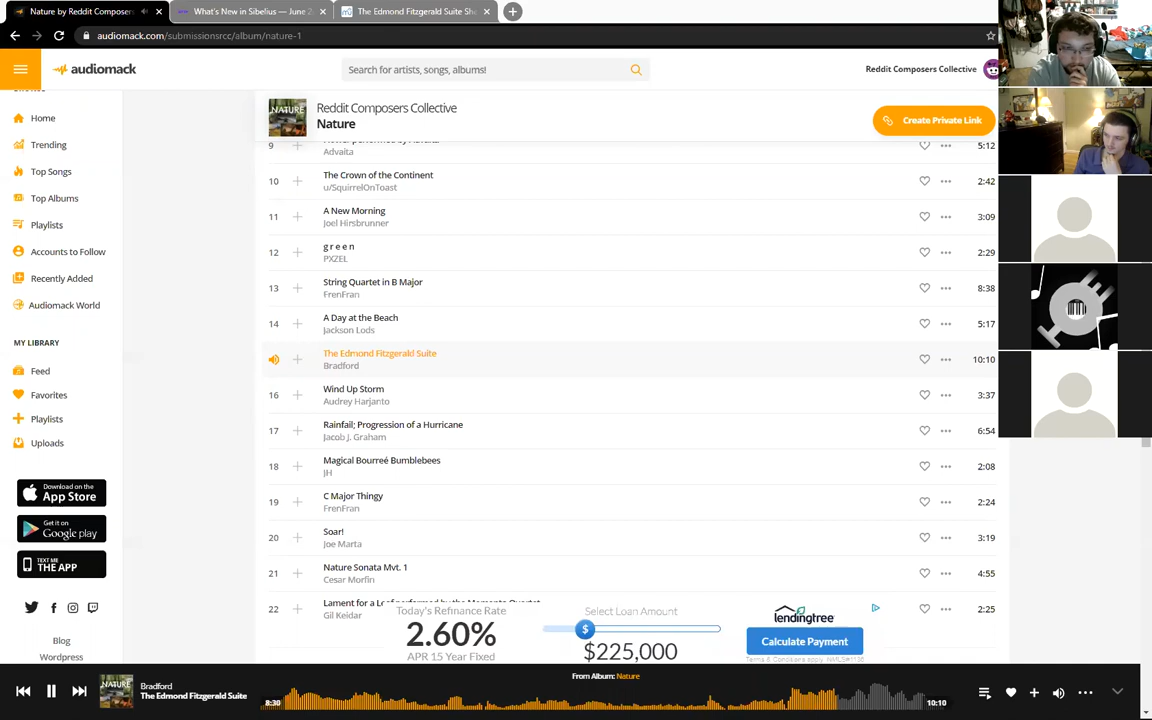 Nature by Reddit Composers
What's New in Sibelius — June 2
The Edmond Fitzgerald Suite She
audiomack.com/submissionsrcc/album/nature-1
audiomack
Search for artists, songs, albums!
Reddit Composers Collective
Home
Trending
Top Songs
Top Albums
Playlists
Accounts to Follow
Recently Added
Audiomack World
MY LIBRARY
Feed
Favorites
Playlists
Uploads
Download on the
App Store
Get it on
Google play
TEXT ME
THE APP
Blog
Wordpress
NATURE
Reddit Composers Collective
Nature
Create Private Link
9
5:12
Advaita
10
The Crown of the Continent
2:42
u/SquirrelOnToast
11
A New Morning
3:09
Joel Hirsbrunner
12
g r e e n
2:29
PXZEL
13
String Quartet in B Major
8:38
FrenFran
14
A Day at the Beach
5:17
Jackson Lods
The Edmond Fitzgerald Suite
10:10
Bradford
16
Wind Up Storm
3:37
Audrey Harjanto
17
Rainfall; Progression of a Hurricane
6:54
Jacob J. Graham
18
Magical Bourreé Bumblebees
2:08
JH
19
C Major Thingy
2:24
FrenFran
20
Soar!
3:19
Joe Marta
21
Nature Sonata Mvt. 1
4:55
Cesar Morfin
22
Lament for a
2:25
Gil Keidar
Today's Refinance Rate
2.60%
APR 15 Year Fixed
Select Loan Amount
$
$225,000
lendingtree
Calculate Payment
Bradford
The Edmond Fitzgerald Suite
From Album: Nature
8:30
10:10